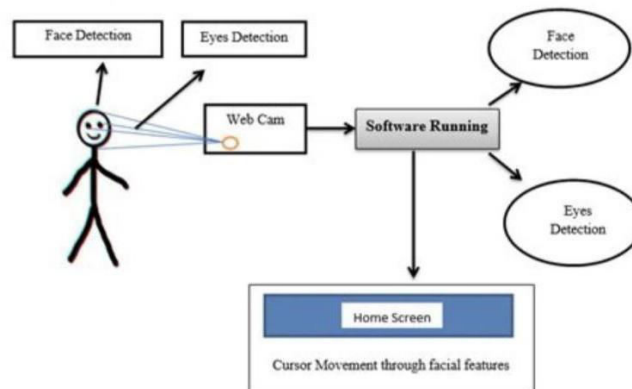 Face Detection
Eyes Detection
Web Cam
Software Running
Face
Detection
Eyes
Detection
Home Screen
Cursor Movement through facial features